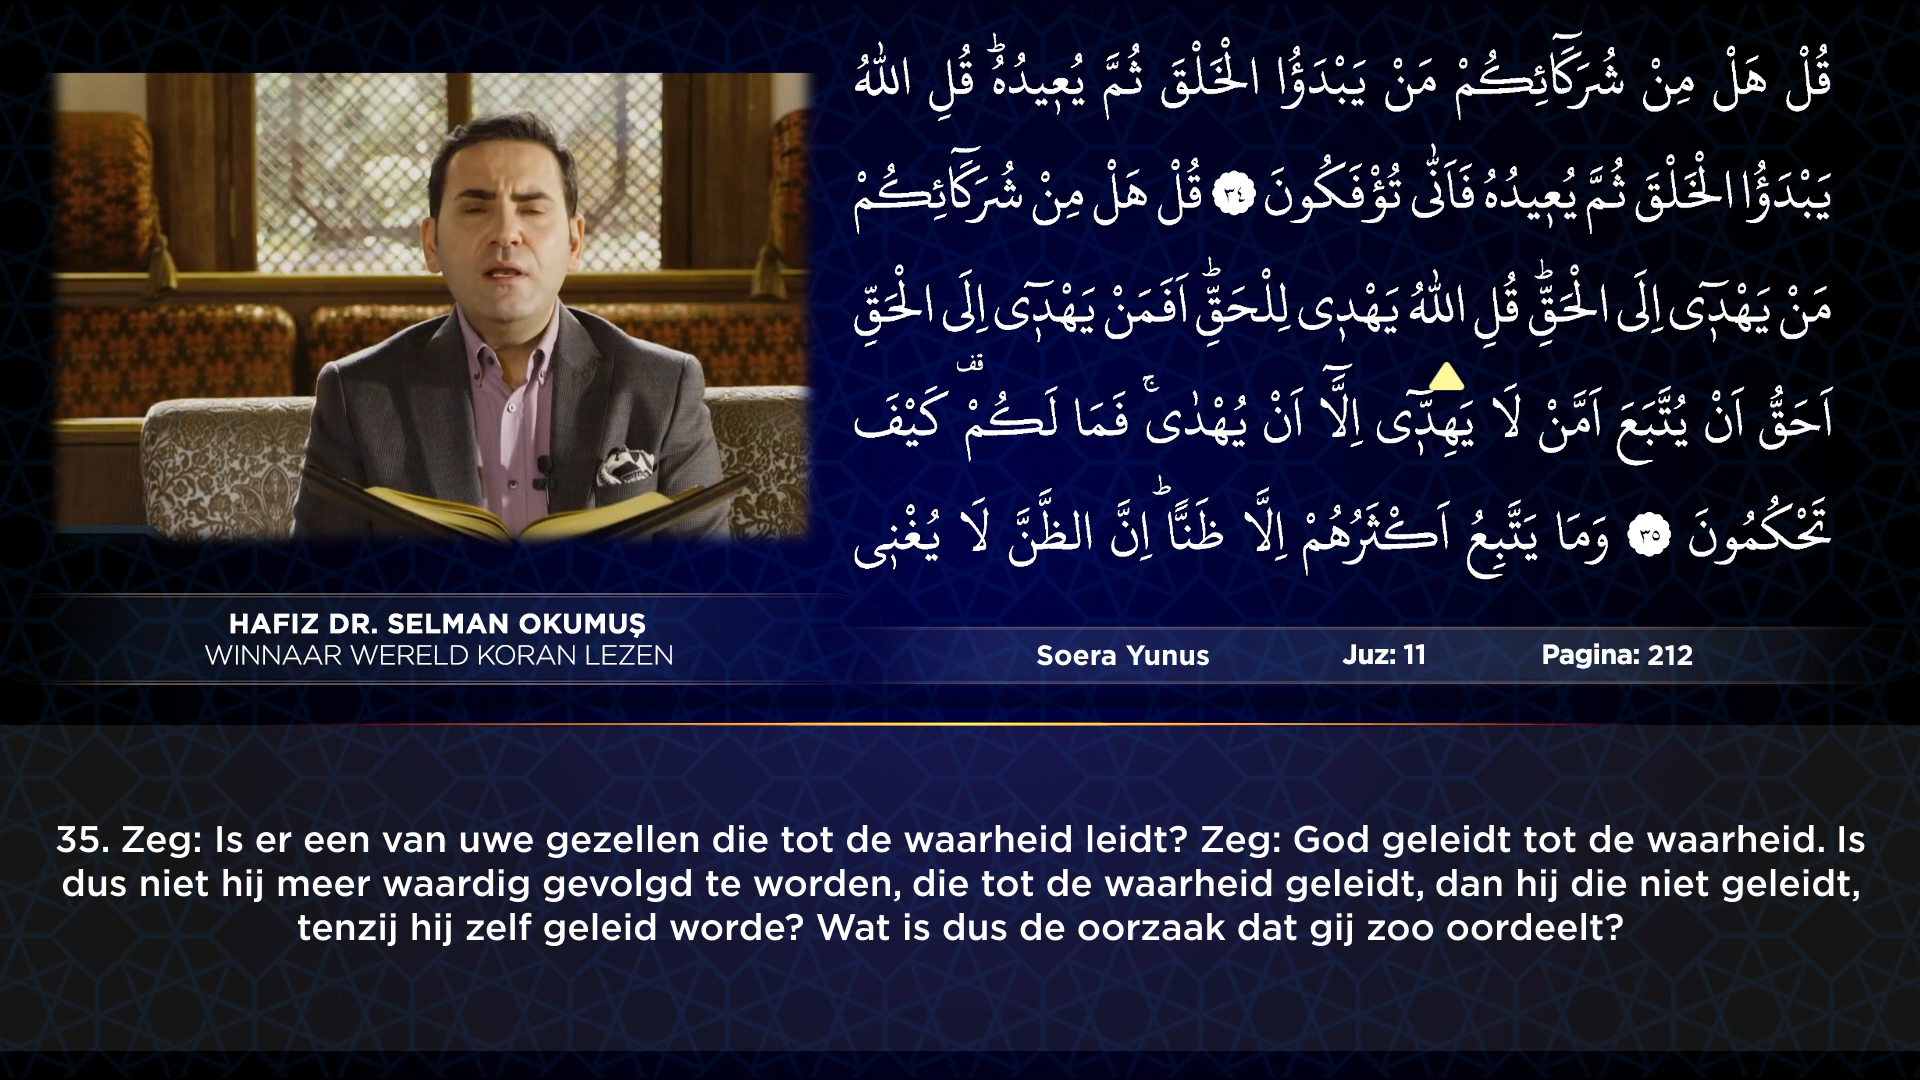 قُلْ هَلْ مِنْ شُرَكَٓائِكُمْ مَنْ يَبْدَؤُا الْخَلْقَ ثُمَّ يُع۪يدُهُۜ قُلِ اللّٰهُ
يَبْدَؤُا الْخَلْقَ ثُمَّ يُع۪يدُهُ فَاَنّٰى تُؤْفَكُونَ ٣٤ قُلْ هَلْ مِنْ شُرَكَٓائِكُمْ
مَنْ يَهْد۪ٓي اِلَى الْحَقِّۜ قُلِ اللّٰهُ يَهْد۪ي لِلْحَقِّۜ اَفَمَنْ يَهْد۪ٓي اِلَى الْحَقِّ
اَحَقُّ اَنْ يُتَّبَعَ اَمَّنْ لَا يَهِدّ۪ٓي اِلَّٓا اَنْ يُهْدٰىۚ فَمَا لَكُمْ قف كَيْفَ
تَحْكُمُونَ ٣٥ وَمَا يَتَّبِعُ اَكْثَرُهُمْ اِلَّا ظَنًّاۜ اِنَّ الظَّنَّ لَا يُغْن۪ي
HAFIZ DR. SELMAN OKUMUŞ
WINNAAR WERELD KORAN LEZEN
Soera Yunus Juz: 11 Pagina: 212
35. Zeg: Is er een van uwe gezellen die tot de waarheid leidt? Zeg: God geleidt tot de waarheid. Is
dus niet hij meer waardig gevolgd te worden, die tot de waarheid geleidt, dan hij die niet geleidt,
tenzij hij zelf geleid worde? Wat is dus de oorzaak dat gij zoo oordeelt?